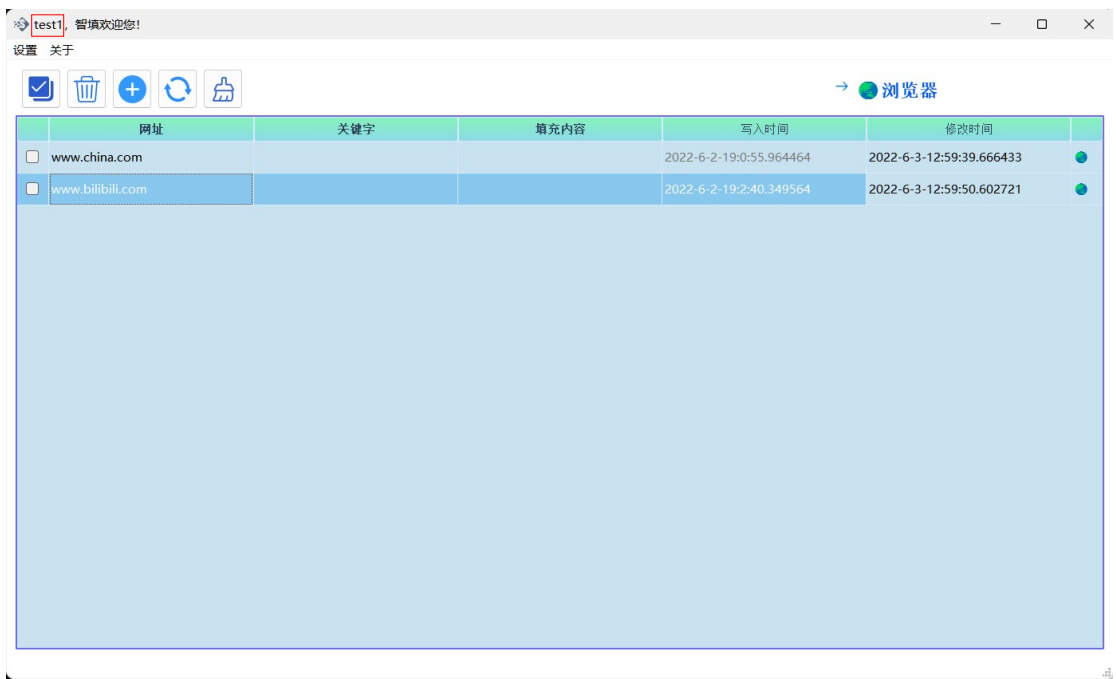 test1, 智填欢迎您!
设置 关于
→ 浏览器
网址 关键字 填充内容 写入时间 修改时间
www.china.com 2022-6-2-19:0:55.964464 2022-6-3-12:59:39.666433
www.bilibili.com 2022-6-2-19:2:40.349564 2022-6-3-12:59:50.602721